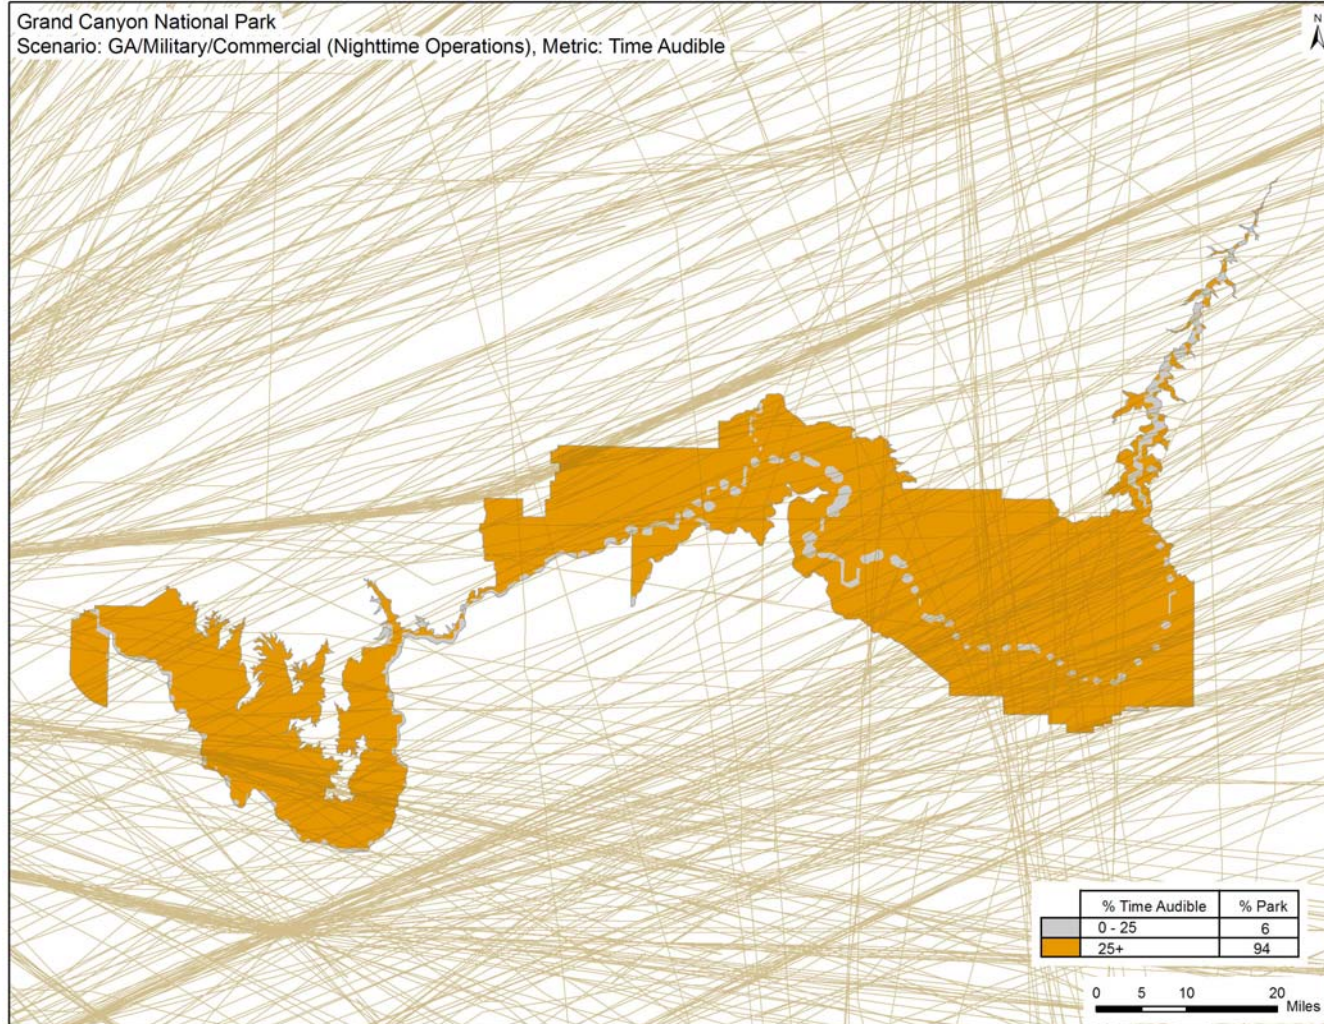 Grand Canyon National Park
Scenario: GA/Military/Commercial (Nighttime Operations), Metric: Time Audible
N
% Time Audible % Park
0 - 25 6
25+ 94
0 5 10 20
Miles